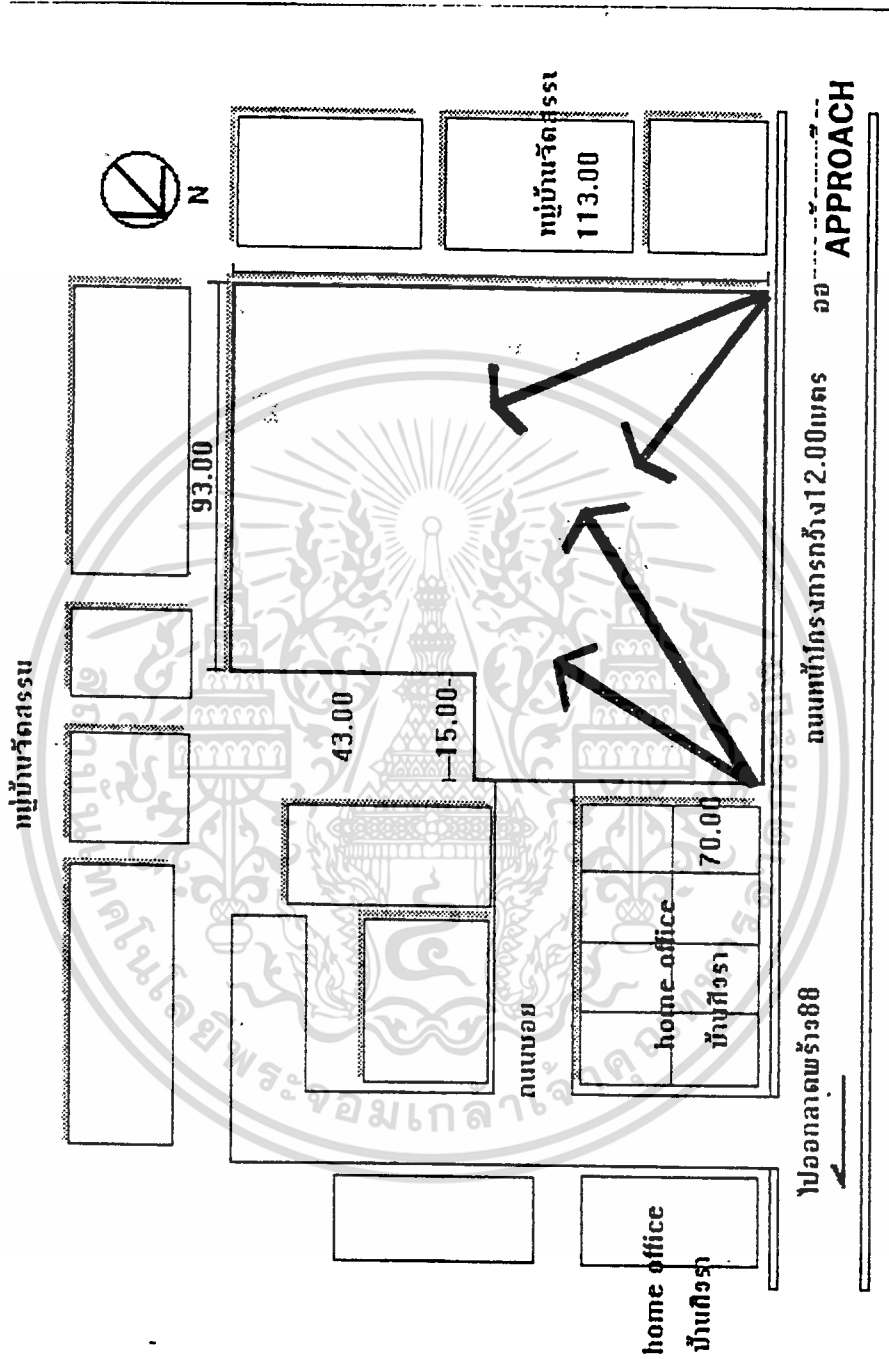 หมู่บ้านจัดสรร
N
93.00
หมู่บ้านจัดสรร
113.00
43.00
15.00
70.00
home office
บ้านทิวรา
ถนนซอย
home office
บ้านทิวรา
ไปออกลาดพร้าว88
ถนนหน้าโครงการกว้าง12.00เมตร
APPROACH